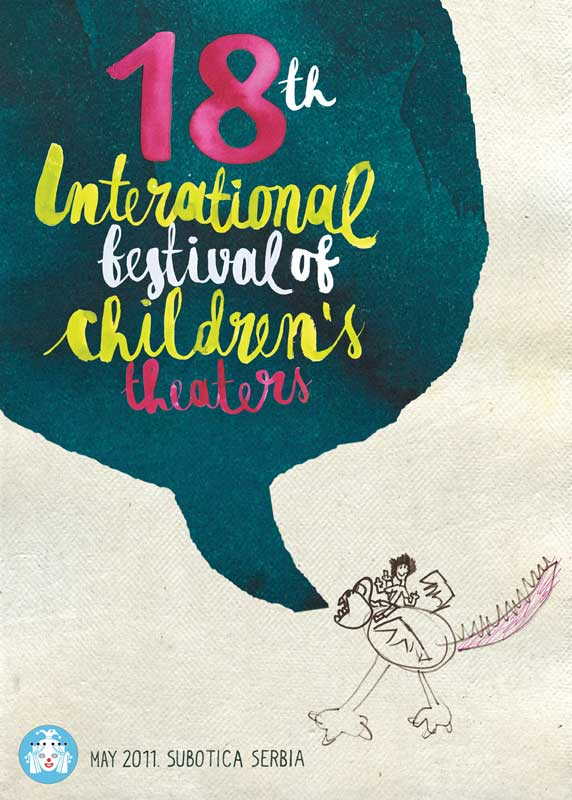 18th
Interational
festival of
children's
theaters
MAY 2011. SUBOTICA SERBIA